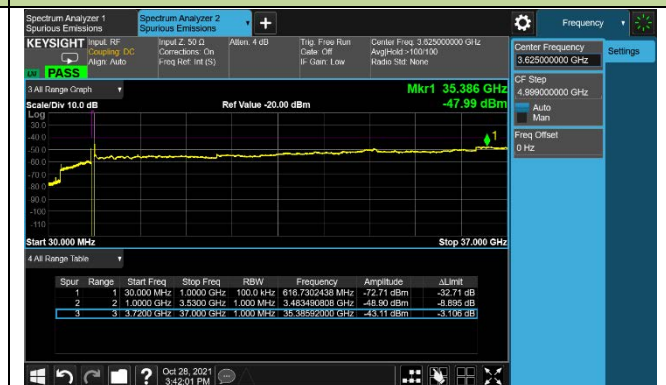 Spectrum Analyzer 1
Spurious Emissions
Spectrum Analyzer 2
Spurious Emissions
+
Frequency
KEYSIGHT
Input: RF
Coupling: DC
Align: Auto
Input Z: 50 Ω
Corrections: On
Freq Ref: Int (S)
Atten: 4 dB
Trig: Free Run
Gate: Off
IF Gain: Low
Center Freq: 3.625000000 GHz
Avg|Hold:>100/100
Radio Std: None
PASS
Center Frequency
3.625000000 GHz
Settings
CF Step
4.999000000 GHz
Auto
Man
Freq Offset
0 Hz
3 All Range Graph
Mkr1 35.386 GHz
-47.99 dBm
Scale/Div 10.0 dB
Ref Value -20.00 dBm
Log
-30.0
-40.0
-50.0
-60.0
-70.0
-80.0
-90.0
-100
-110
1
Start 30.000 MHz
Stop 37.000 GHz
4 All Range Table
Spur Range Start Freq Stop Freq RBW Frequency Amplitude ΔLimit
1 1 30.000 MHz 1.0000 GHz 100.0 kHz 616.7302438 MHz -72.71 dBm -32.71 dB
2 2 1.0000 GHz 3.5300 GHz 1.000 MHz 3.483490808 GHz -48.90 dBm -8.895 dB
3 3 3.7200 GHz 37.000 GHz 1.000 MHz 35.38592000 GHz -43.11 dBm -3.106 dB
?
Oct 28, 2021
3:42:01 PM